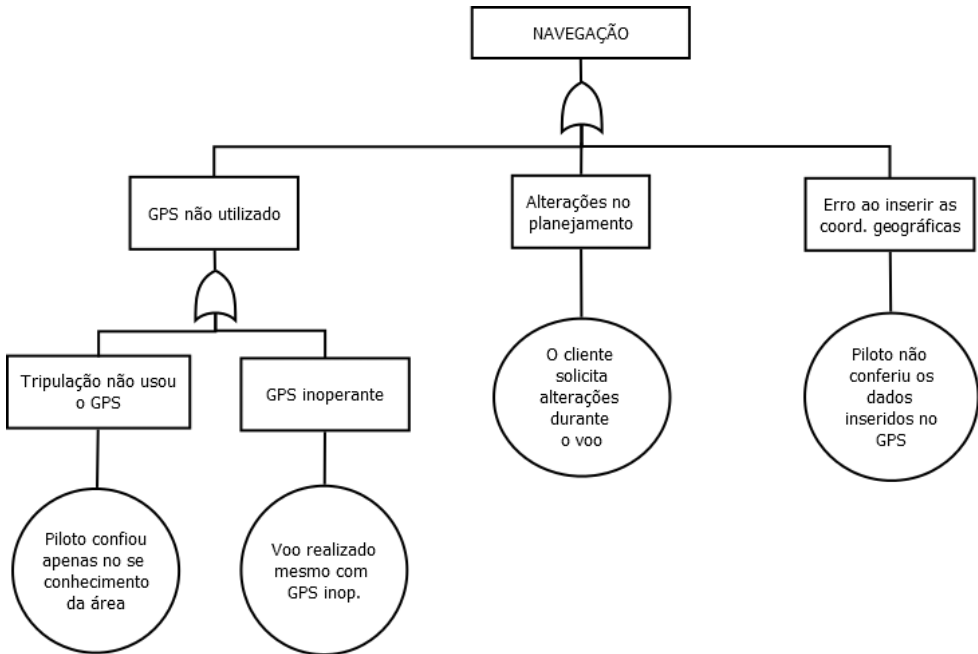 NAVEGAÇÃO
GPS não utilizado
Alterações no
planejamento
Erro ao inserir as
coord. geográficas
Tripulação não usou
o GPS
GPS inoperante
O cliente
solicita
alterações
durante
o voo
Piloto não
conferiu os
dados
inseridos no
GPS
Piloto confiou
apenas no se
conhecimento
da área
Voo realizado
mesmo com
GPS inop.